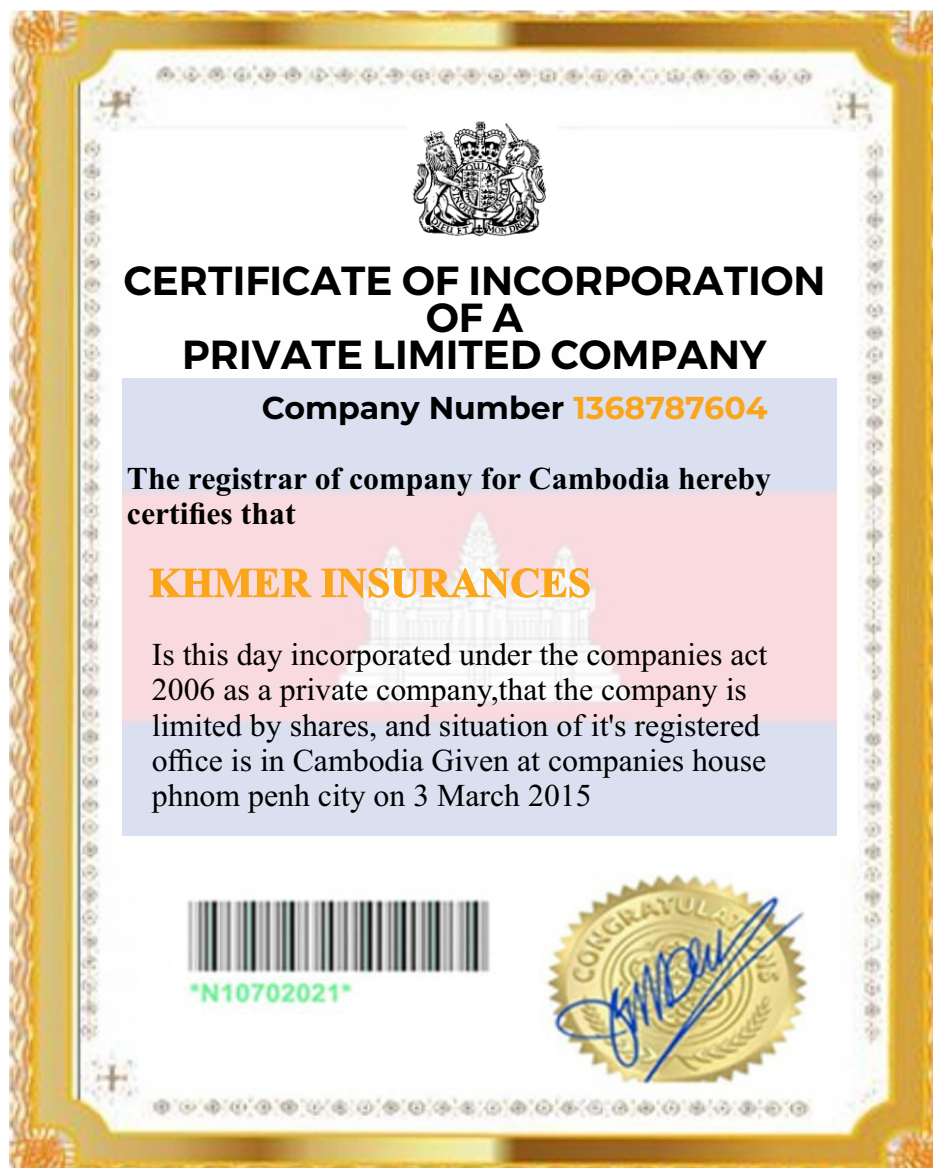 CERTIFICATE OF INCORPORATION
OF A
PRIVATE LIMITED COMPANY
Company Number 1368787604
The registrar of company for Cambodia hereby
certifies that
KHMER INSURANCES
Is this day incorporated under the companies act
2006 as a private company,that the company is
limited by shares, and situation of it's registered
office is in Cambodia Given at companies house
phnom penh city on 3 March 2015
*N10702021*